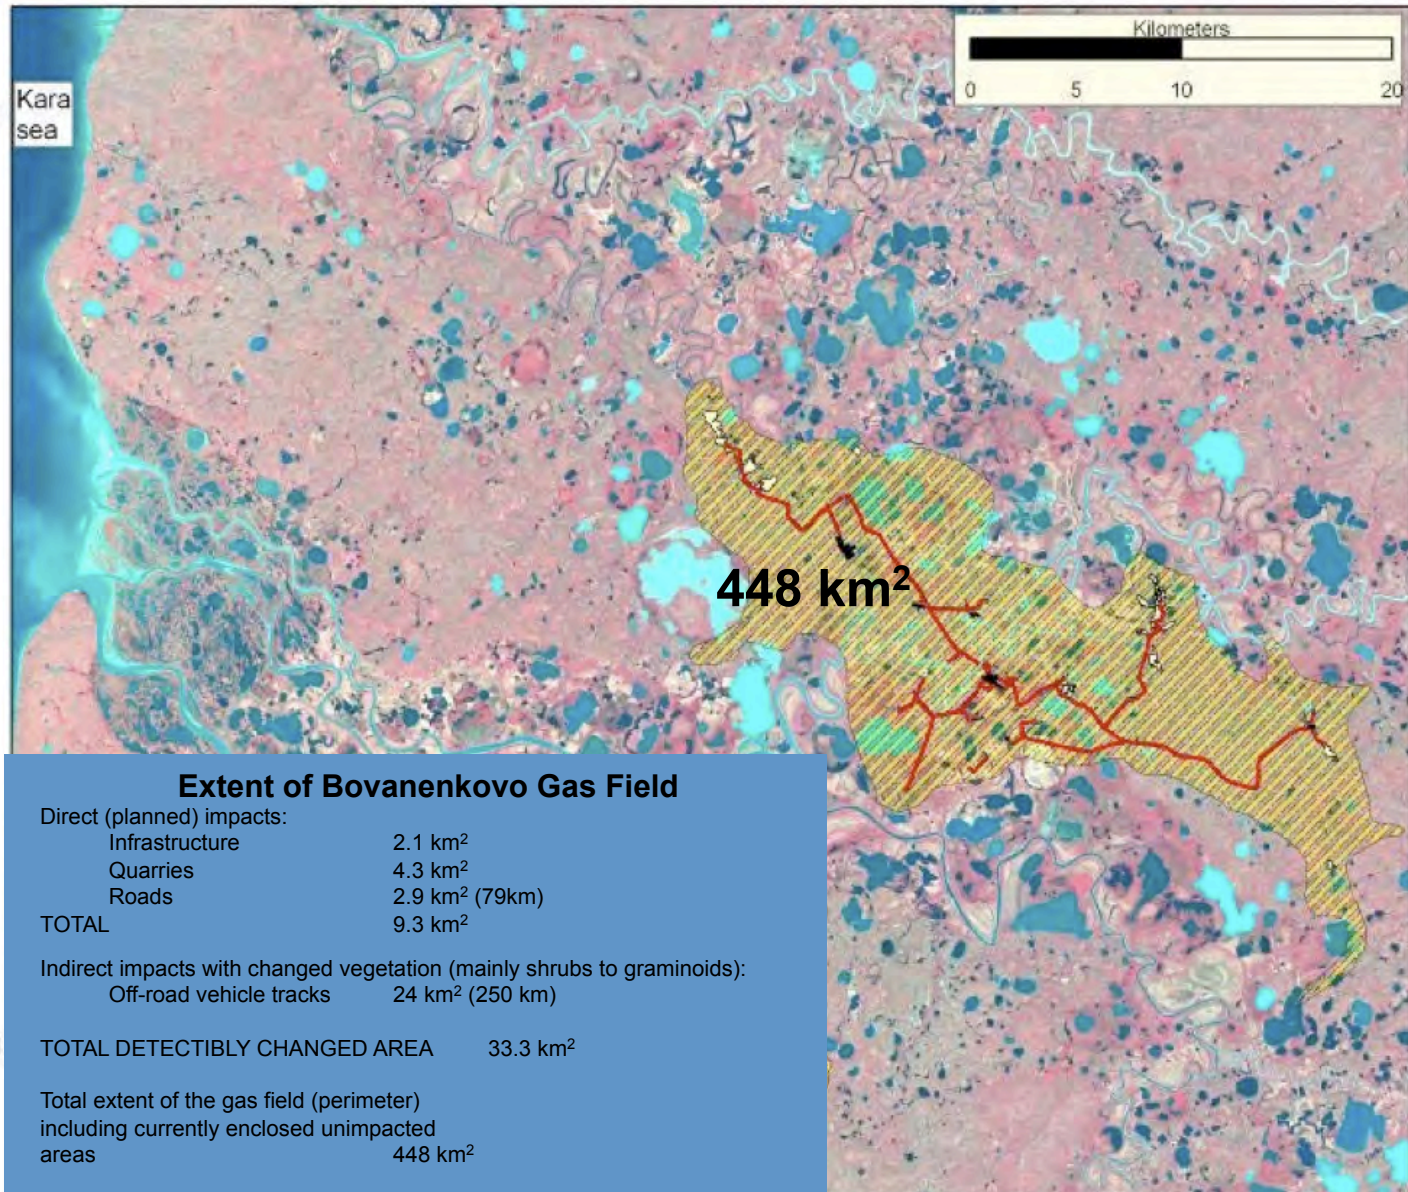 Kilometers
0 5 10 20
Kara
sea
448 km²
Extent of Bovanenkovo Gas Field
Direct (planned) impacts:
Infrastructure 2.1 km²
Quarries 4.3 km²
Roads 2.9 km² (79km)
TOTAL 9.3 km²
Indirect impacts with changed vegetation (mainly shrubs to graminoids):
Off-road vehicle tracks 24 km² (250 km)
TOTAL DETECTIBLY CHANGED AREA 33.3 km²
Total extent of the gas field (perimeter)
including currently enclosed unimpacted
areas 448 km²